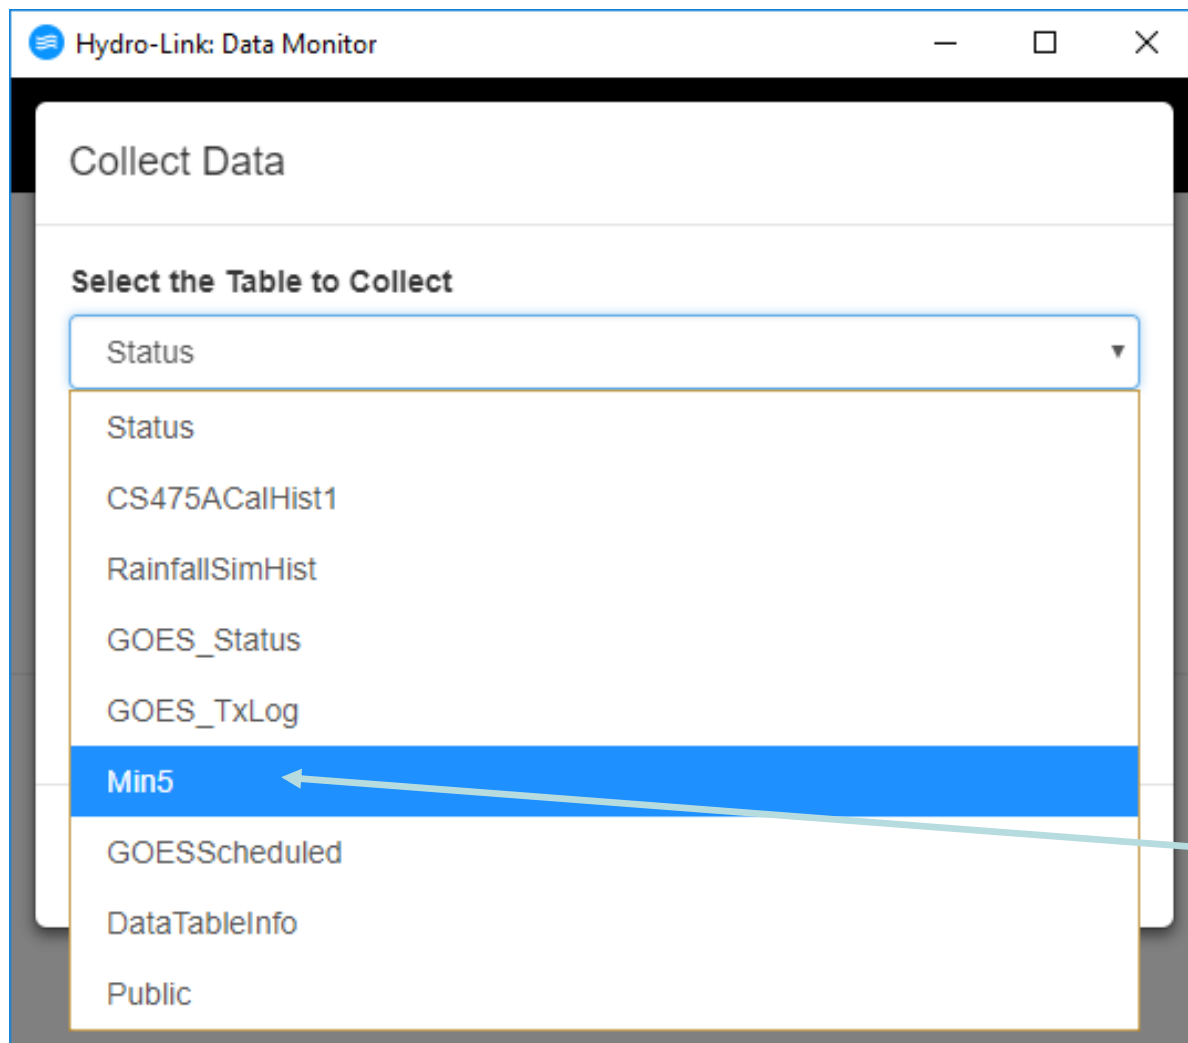 Hydro-Link: Data Monitor
Collect Data
Select the Table to Collect
Status
Status
CS475ACalHist1
RainfallSimHist
GOES_Status
GOES_TxLog
Min5
GOESScheduled
DataTableInfo
Public